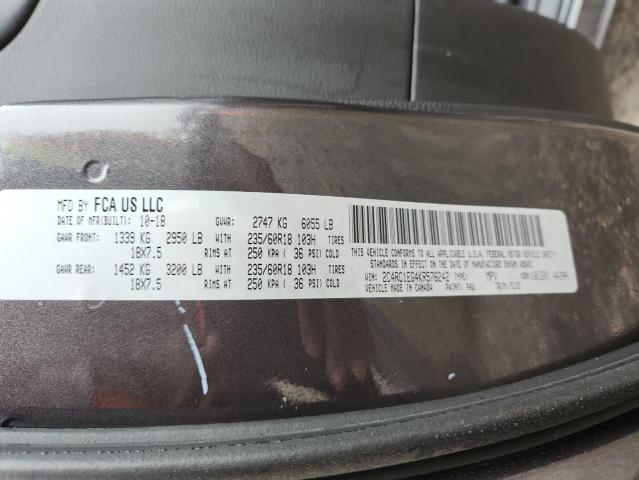 MFD BY FCA US LLC
DATE OF MFR(BUILT): 10-18 GVWR: 2747 KG 6055 LB
GAWR FRONT: 1339 KG 2950 LB WITH 235/60R18 103H TIRES
18X7.5 RIMS AT 250 KPA ( 36 PSI) COLD
GAWR REAR: 1452 KG 3200 LB WITH 235/60R18 103H TIRES
18X7.5 RIMS AT 250 KPA ( 36 PSI) COLD
THIS VEHICLE CONFORMS TO ALL APPLICABLE U.S.A. FEDERAL MOTOR VEHICLE SAFETY
STANDARDS IN EFFECT ON THE DATE OF MANUFACTURE SHOWN ABOVE.
VIN: 2C4RC1EG4KR576242 TYPE: MPV
MADE IN CANADA PAINT: PAU TRIM: